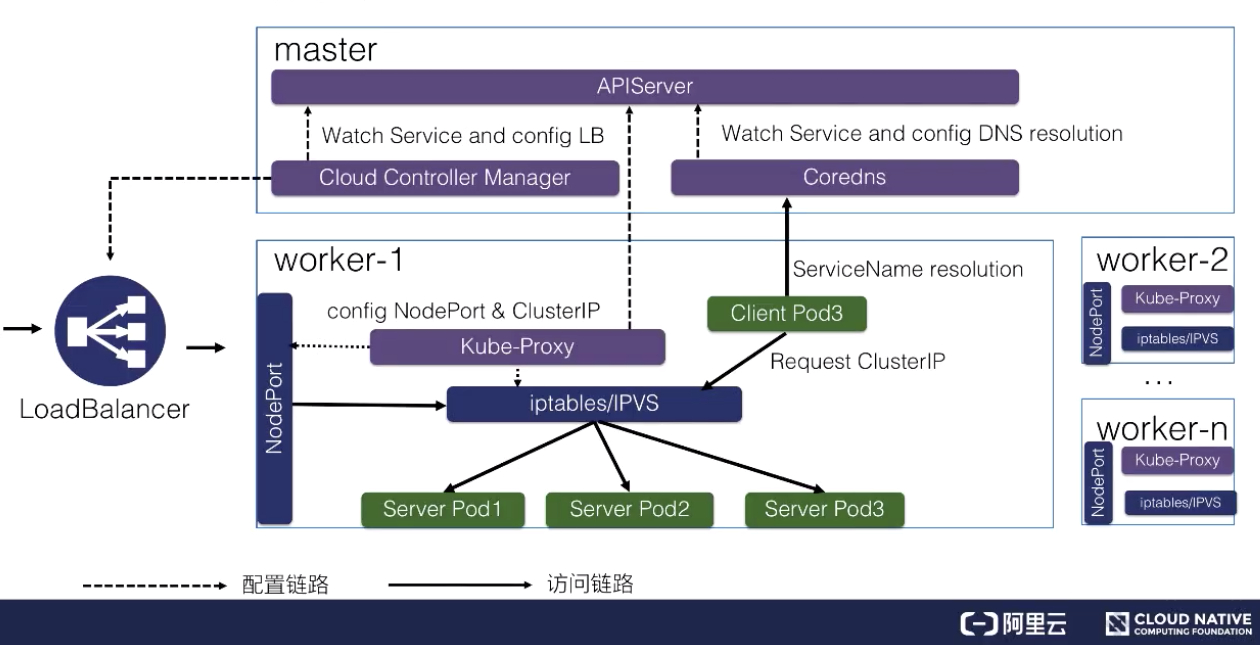 master
APIServer
Watch Service and config LB
Watch Service and config DNS resolution
Cloud Controller Manager
Coredns
worker-1
ServiceName resolution
config NodePort & ClusterIP
Client Pod3
Kube-Proxy
Request ClusterIP
NodePort
iptables/IPVS
Server Pod1
Server Pod2
Server Pod3
LoadBalancer
worker-2
NodePort
Kube-Proxy
iptables/IPVS
...
worker-n
NodePort
Kube-Proxy
iptables/IPVS
配置链路
访问链路
阿里云
CLOUD NATIVE
COMPUTING FOUNDATION